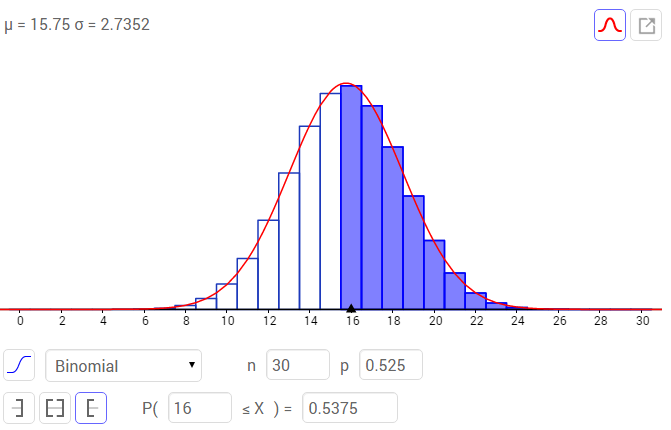 μ = 15.75 σ = 2.7352
0 2 4 6 8 10 12 14 16 18 20 22 24 26 28 30
Binomial n 30 p 0.525
P( 16 ≤ X ) = 0.5375